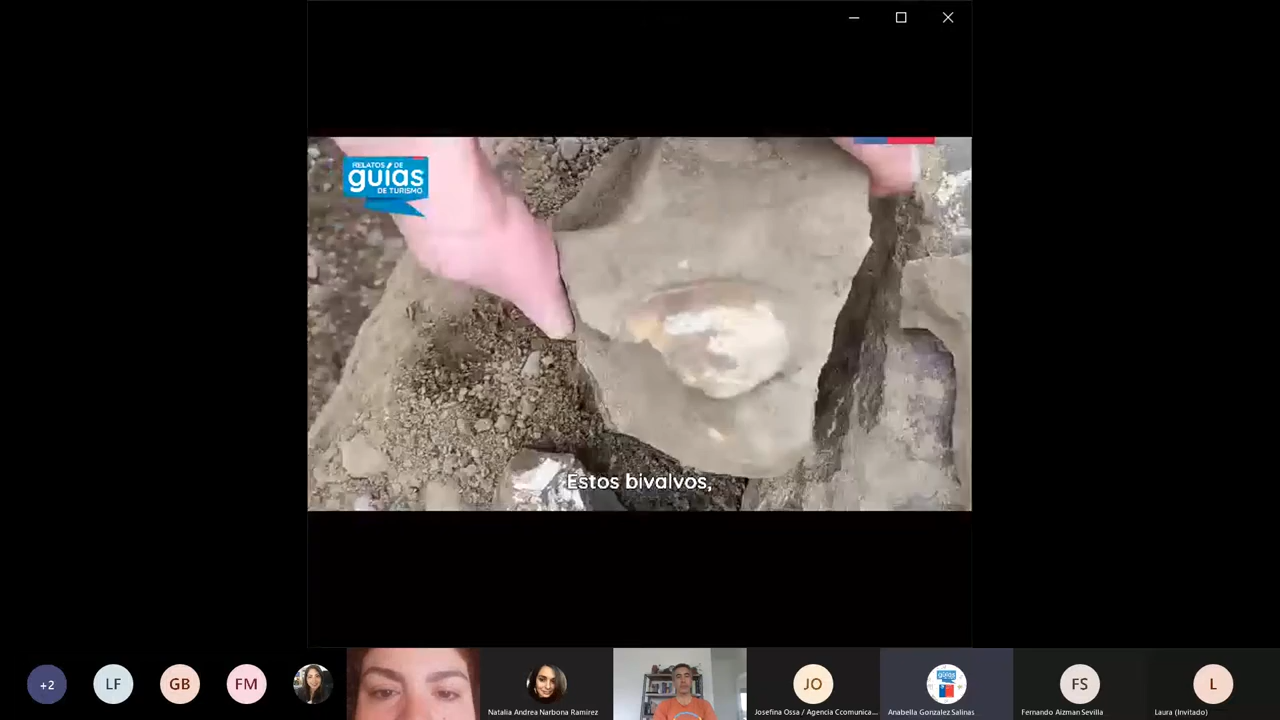 RELATOS DE
guías
DE TURISMO
Estos bivalvos,
+2
LF
GB
FM
JO
FS
L
Natalia Andrea Narbona Ramirez
Josefina Ossa / Agencia Ccomunica...
Anabella Gonzalez Salinas
Fernando Aizman Sevilla
Laura (Invitado)